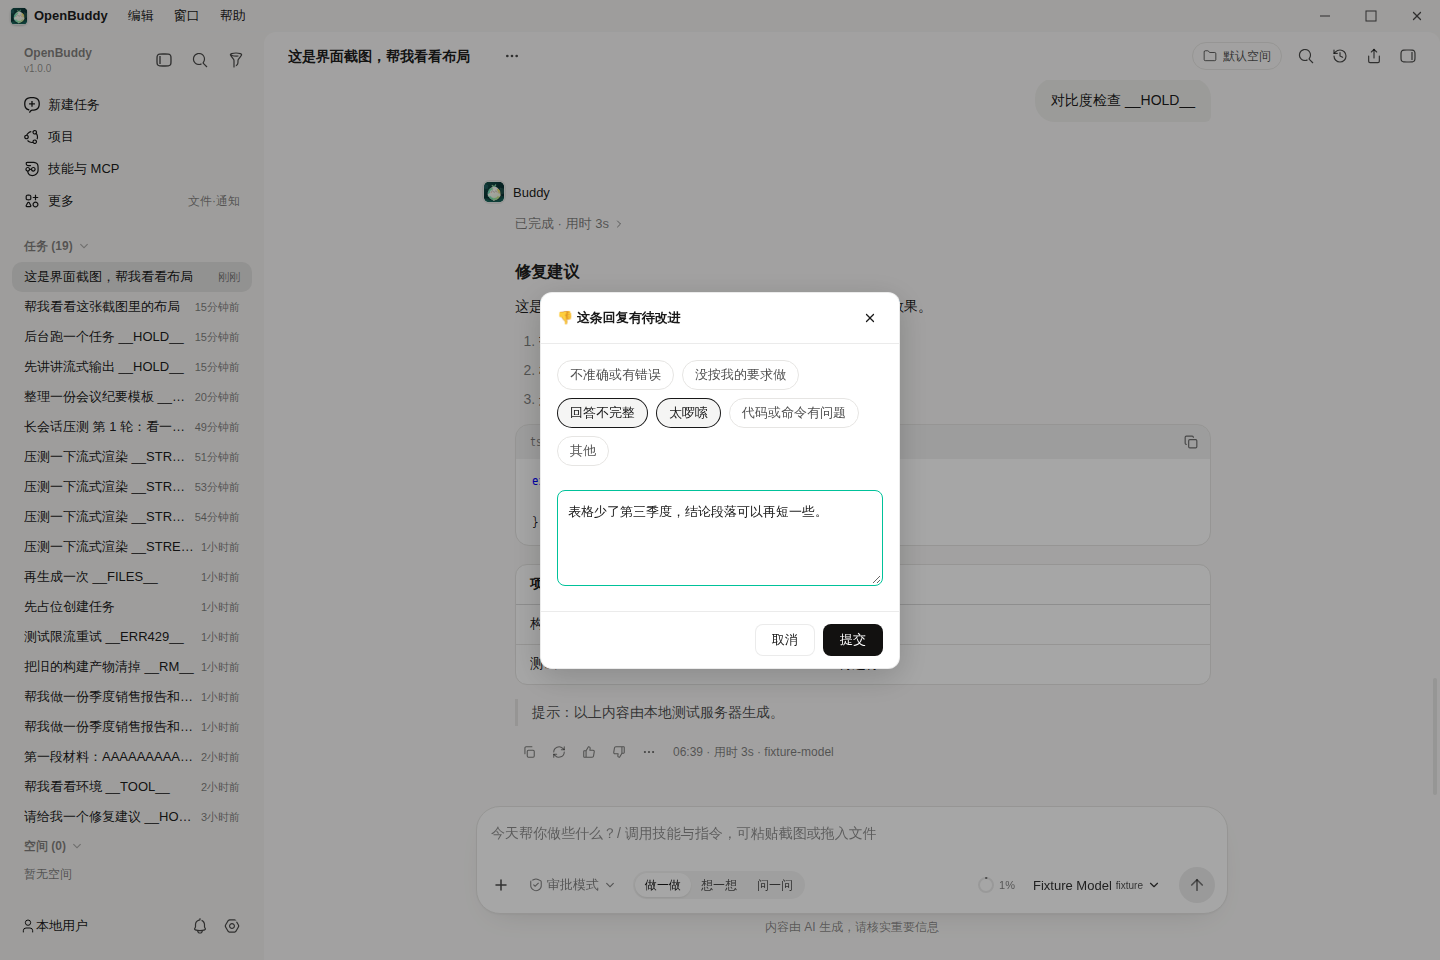 OpenBuddy 编辑 窗口 帮助
OpenBuddy
v1.0.0
新建任务
项目
技能与 MCP
更多 文件·通知
任务 (19)
这是界面截图，帮我看看布局 刚刚
帮我看看这张截图里的布局 15分钟前
后台跑一个任务 __HOLD__ 15分钟前
先讲讲流式输出 __HOLD__ 15分钟前
整理一份会议纪要模板 __… 20分钟前
长会话压测 第 1 轮：看一… 49分钟前
压测一下流式渲染 __STR… 51分钟前
压测一下流式渲染 __STR… 53分钟前
压测一下流式渲染 __STR… 54分钟前
压测一下流式渲染 __STRE… 1小时前
再生成一次 __FILES__ 1小时前
先占位创建任务 1小时前
测试限流重试 __ERR429__ 1小时前
把旧的构建产物清掉 __RM__ 1小时前
帮我做一份季度销售报告和… 1小时前
帮我做一份季度销售报告和… 1小时前
第一段材料：AAAAAAAAA… 2小时前
帮我看看环境 __TOOL__ 2小时前
请给我一个修复建议 __HO… 3小时前
空间 (0)
暂无空间
本地用户
这是界面截图，帮我看看布局
默认空间
对比度检查 __HOLD__
Buddy
已完成 · 用时 3s
修复建议
这是 果。
1.
2.
3.
ts
}
项
构
测
👎 这条回复有待改进
不准确或有错误 没按我的要求做
回答不完整 太啰嗦 代码或命令有问题
其他
表格少了第三季度，结论段落可以再短一些。
取消 提交
提示：以上内容由本地测试服务器生成。
06:39 · 用时 3s · fixture-model
今天帮你做些什么？/ 调用技能与指令，可粘贴截图或拖入文件
审批模式 做一做 想一想 问一问 1% Fixture Model fixture
内容由 AI 生成，请核实重要信息